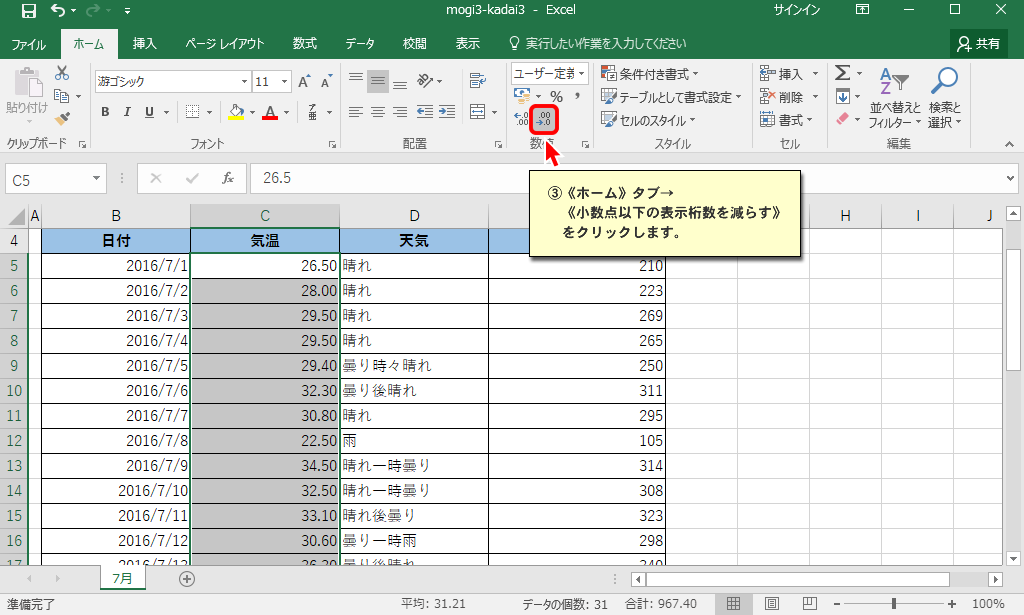 mogi3-kadai3 - Excel
サインイン
ファイル ホーム 挿入 ページ レイアウト 数式 データ 校閲 表示 実行したい作業を入力してください 共有
貼り付け
クリップボード
游ゴシック 11
B I U
フォント
配置
ユーザー定義
%
数値
条件付き書式
テーブルとして書式設定
セルのスタイル
スタイル
挿入
削除
書式
セル
並べ替えと
フィルター
検索と
選択
編集
C5
fx
26.5
③《ホーム》タブ→
《小数点以下の表示桁数を減らす》
をクリックします。
A B C D H I J
4 日付 気温 天気
5 2016/7/1 26.50 晴れ 210
6 2016/7/2 28.00 晴れ 223
7 2016/7/3 29.50 晴れ 269
8 2016/7/4 29.50 晴れ 265
9 2016/7/5 29.40 曇り時々晴れ 250
10 2016/7/6 32.30 曇り後晴れ 311
11 2016/7/7 30.80 晴れ 295
12 2016/7/8 22.50 雨 105
13 2016/7/9 34.50 晴れ一時曇り 314
14 2016/7/10 32.50 晴れ一時曇り 308
15 2016/7/11 33.10 晴れ後曇り 323
16 2016/7/12 30.60 曇り一時雨 298
7月
準備完了 平均: 31.21 データの個数: 31 合計: 967.40 100%